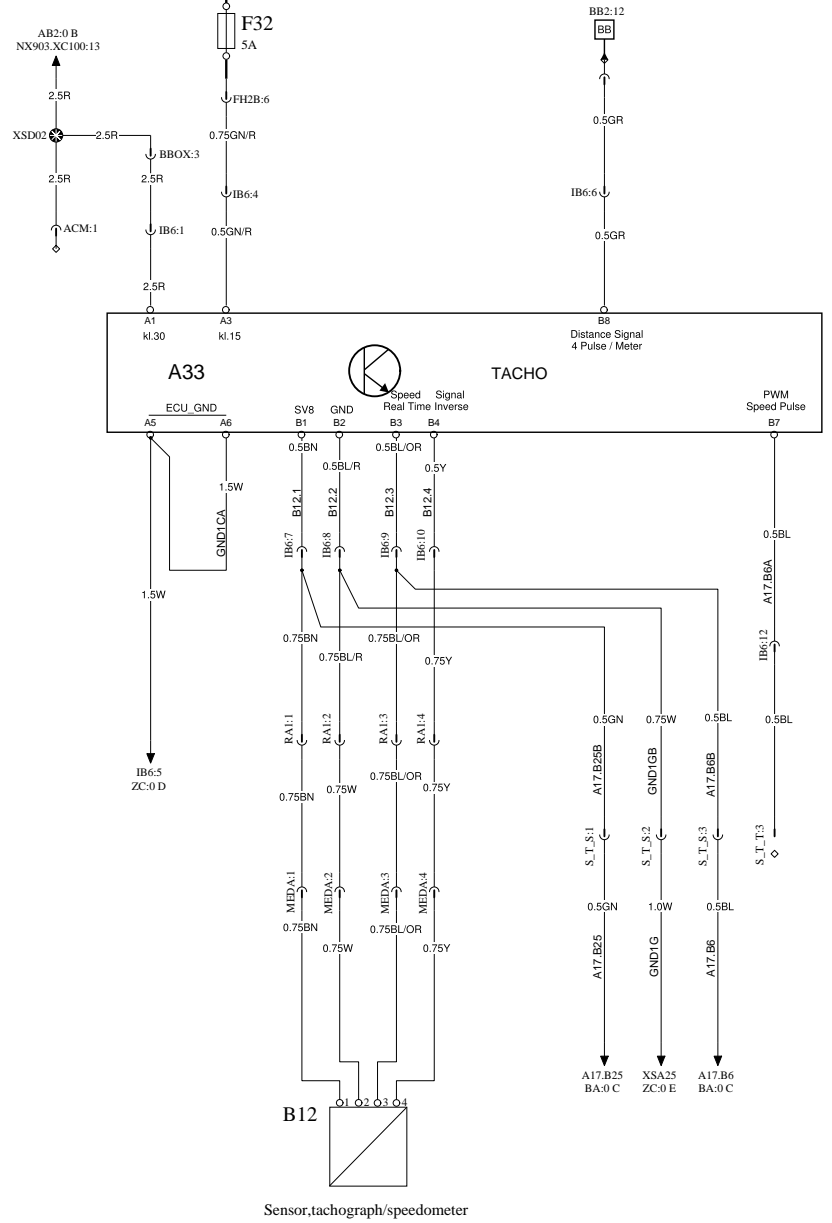 BB2:12
BB
F32
5A
AB2:0 B
NX903.XC100:13
2.5R
FH2B:6
0.5GR
XSD02
2.5R
0.75GN/R
BBOX:3
2.5R
2.5R
IB6:4
IB6:6
ACM:1
IB6:1
0.5GN/R
0.5GR
2.5R
A1
A3
B8
kl.30
kl.15
Distance Signal
4 Pulse / Meter
A33
TACHO
Speed Signal
Real Time Inverse
PWM
Speed Pulse
ECU_GND
SV8
GND
A5
A6
B1
B2
B3
B4
B7
0.5BN
0.5BL/R
0.5BL/OR
0.5Y
1.5W
B12.1
B12.2
B12.3
B12.4
GND1CA
0.5BL
IB6:7
IB6:8
IB6:9
IB6:10
A17.B6A
1.5W
0.75BN
0.75BL/R
0.75BL/OR
0.75Y
IB6:12
RA1:1
RA1:2
RA1:3
RA1:4
0.5GN
0.75W
0.5BL
0.5BL
IB6:5
ZC:0 D
0.75BN
0.75W
0.75BL/OR
0.75Y
A17.B25B
GND1GB
A17.B6B
S_T_S:1
S_T_S:2
S_T_S:3
S_T_T:3
MEDA:1
MEDA:2
MEDA:3
MEDA:4
0.75BN
0.75W
0.75BL/OR
0.75Y
0.5GN
1.0W
0.5BL
A17.B25
GND1G
A17.B6
A17.B25
BA:0 C
XSA25
ZC:0 E
A17.B6
BA:0 C
B12
1
2
3
4
Sensor,tachograph/speedometer